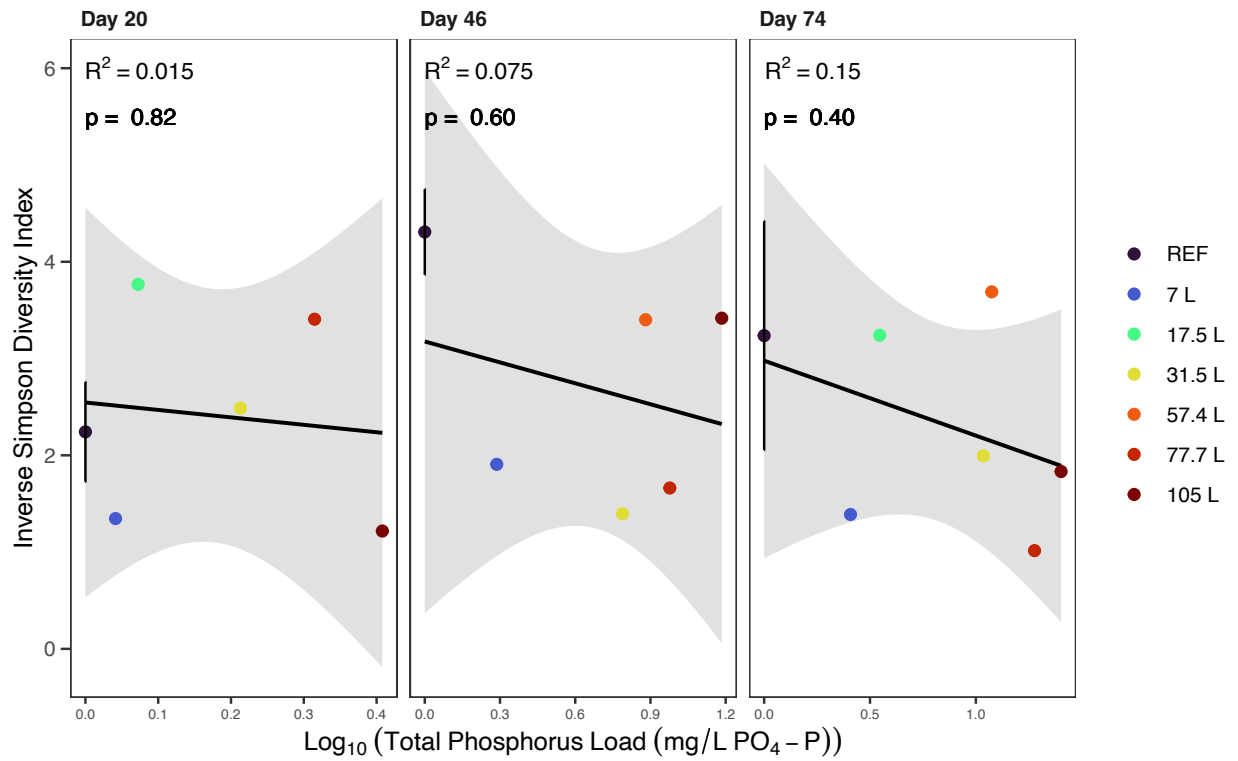 Day 20
Day 46
Day 74
R² = 0.015
p = 0.82
R² = 0.075
p = 0.60
R² = 0.15
p = 0.40
Inverse Simpson Diversity Index
6
4
2
0
0.0 0.1 0.2 0.3 0.4
0.0 0.3 0.6 0.9 1.2
0.0 0.5 1.0
Log₁₀ (Total Phosphorus Load (mg/L PO₄ – P))
REF
7 L
17.5 L
31.5 L
57.4 L
77.7 L
105 L